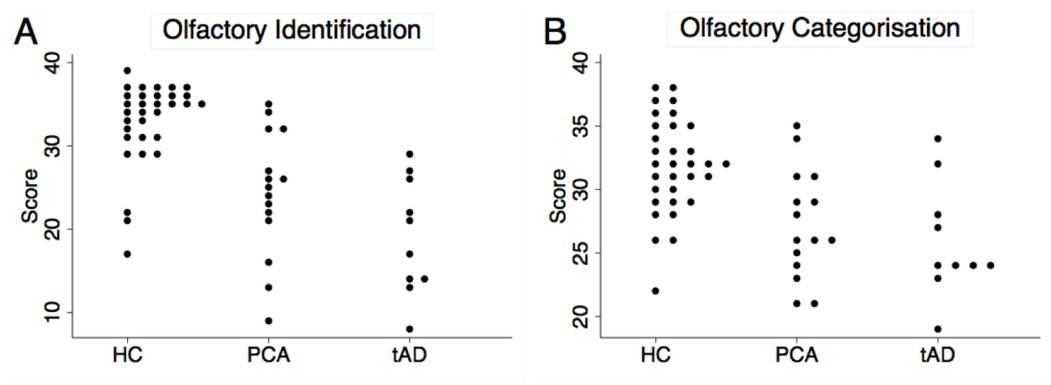 A
Olfactory Identification
Score
40
30
20
10
HC PCA tAD
B
Olfactory Categorisation
Score
40
35
30
25
20
HC PCA tAD